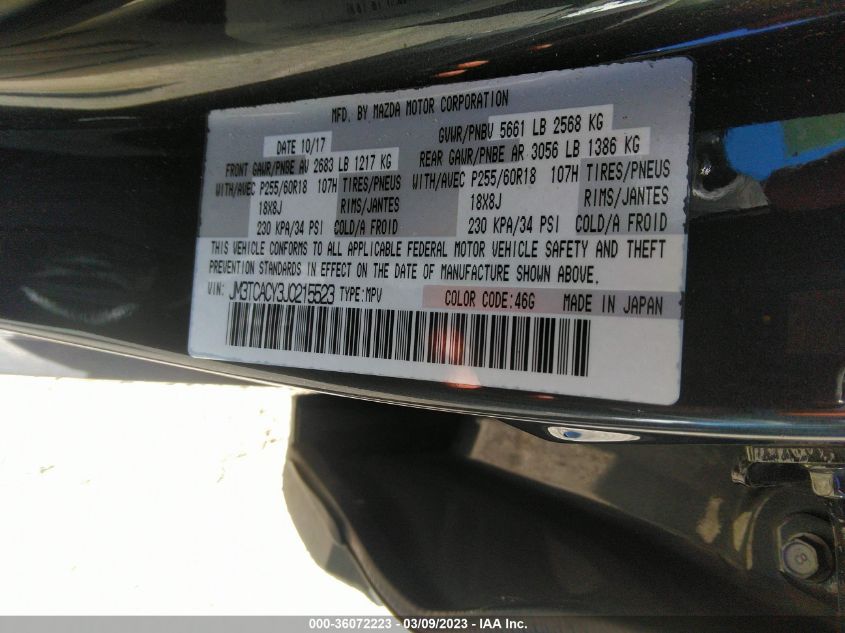 MFD. BY MAZDA MOTOR CORPORATION
DATE 10/17
GVWR/PNBV 5661 LB 2568 KG
FRONT GAWR/PNBE AV 2683 LB 1217 KG
REAR GAWR/PNBE AR 3056 LB 1386 KG
WITH/AVEC P255/60R18 107H TIRES/PNEUS
WITH/AVEC P255/60R18 107H TIRES/PNEUS
18X8J RIMS/JANTES
18X8J RIMS/JANTES
230 KPA/34 PSI COLD/A FROID
230 KPA/34 PSI COLD/A FROID
THIS VEHICLE CONFORMS TO ALL APPLICABLE FEDERAL MOTOR VEHICLE SAFETY AND THEFT
PREVENTION STANDARDS IN EFFECT ON THE DATE OF MANUFACTURE SHOWN ABOVE.
VIN: JM3TCACY3J0215523 TYPE:MPV COLOR CODE:46G MADE IN JAPAN
8
000-36072223 - 03/09/2023 - IAA Inc.